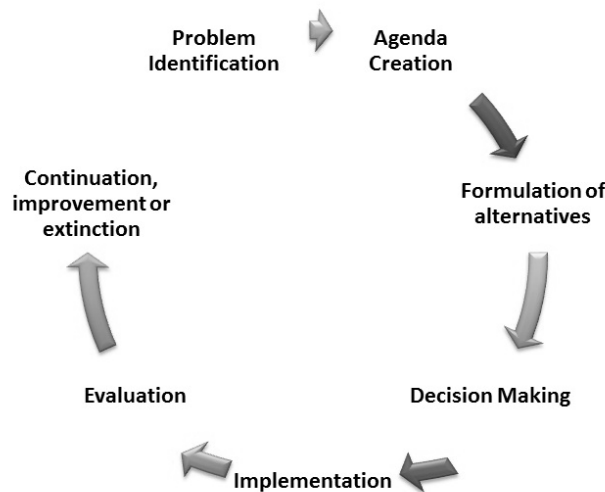 Problem
Identification
Agenda
Creation
Formulation of
alternatives
Decision Making
Implementation
Evaluation
Continuation,
improvement or
extinction